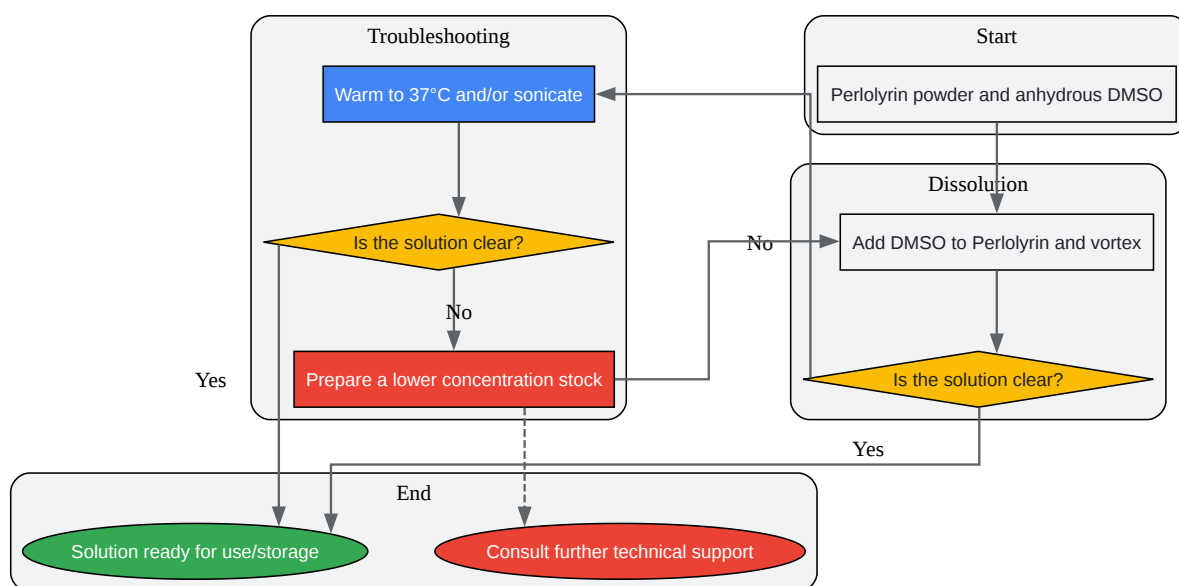 Troubleshooting
Start
Warm to 37°C and/or sonicate
Perlolyrin powder and anhydrous DMSO
Dissolution
Is the solution clear?
No
Add DMSO to Perlolyrin and vortex
No
Prepare a lower concentration stock
Yes
Is the solution clear?
Yes
End
Solution ready for use/storage
Consult further technical support